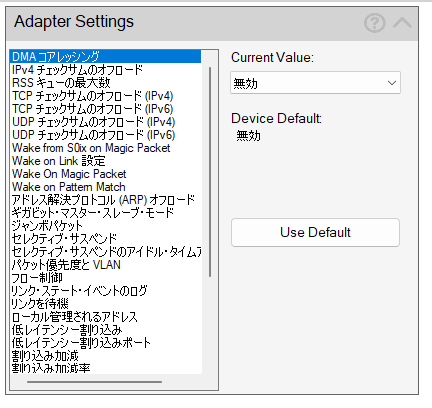 Adapter Settings
DMA コアレッシング
IPv4 チェックサムのオフロード
RSS キューの最大数
TCP チェックサムのオフロード (IPv4)
TCP チェックサムのオフロード (IPv6)
UDP チェックサムのオフロード (IPv4)
UDP チェックサムのオフロード (IPv6)
Wake from S0ix on Magic Packet
Wake on Link 設定
Wake On Magic Packet
Wake on Pattern Match
アドレス解決プロトコル (ARP) オフロード
ギガビット・マスター・スレーブ・モード
ジャンボパケット
セレクティブ・サスペンド
セレクティブ・サスペンドのアイドル・タイムア
パケット優先度と VLAN
フロー制御
リンク・ステート・イベントのログ
リンクを待機
ローカル管理されるアドレス
低レイテンシー割り込み
低レイテンシー割り込みポート
割り込み加減
割り込み加減率
Current Value:
無効
Device Default:
無効
Use Default